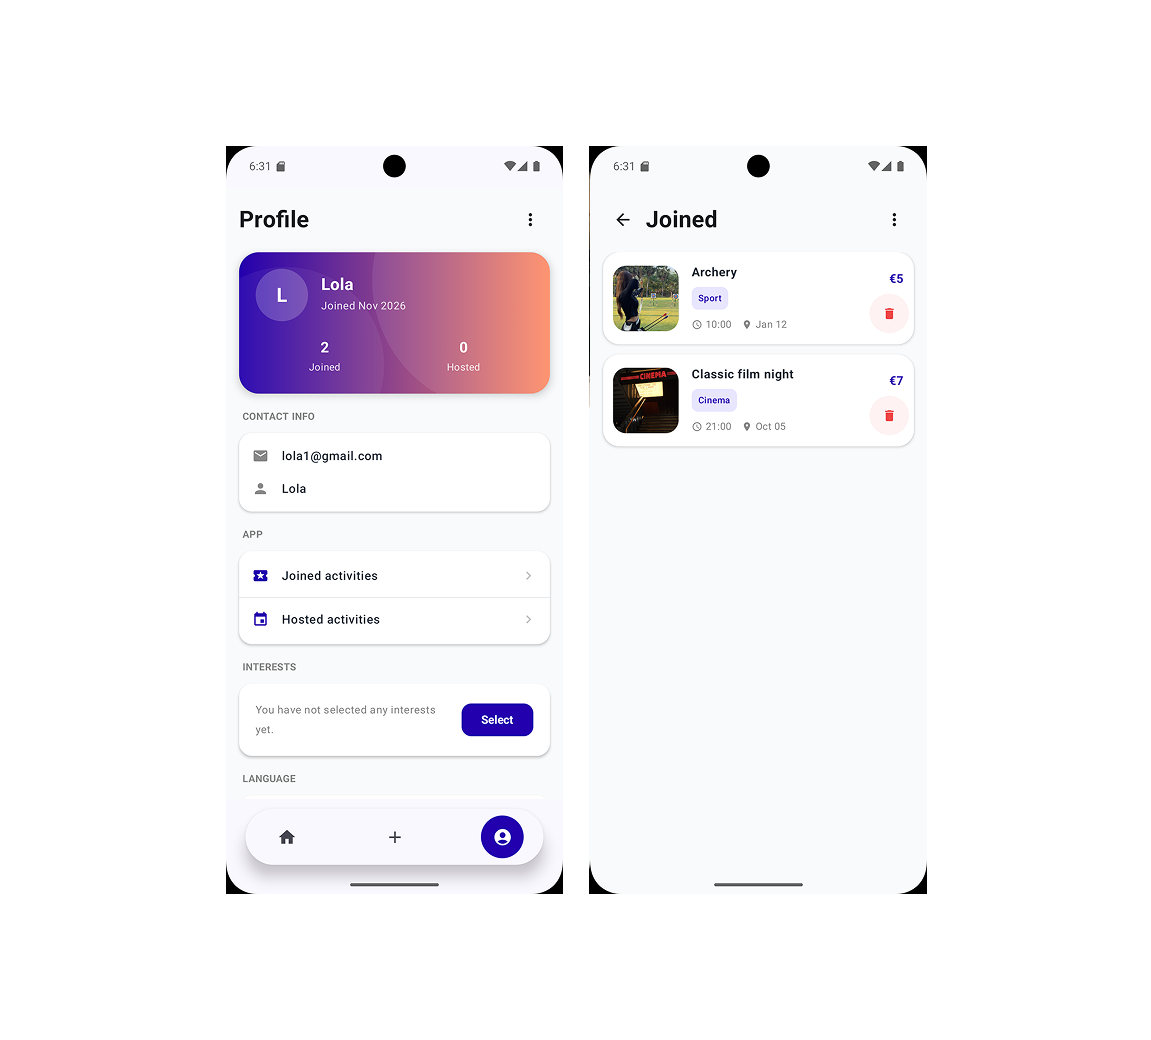 6:31
Profile
L
Lola
Joined Nov 2026
2
Joined
0
Hosted
CONTACT INFO
lola1@gmail.com
Lola
APP
Joined activities
Hosted activities
INTERESTS
You have not selected any interests
yet.
Select
LANGUAGE
6:31
Joined
Archery
€5
Sport
10:00 Jan 12
CINEMA
Classic film night
€7
Cinema
21:00 Oct 05